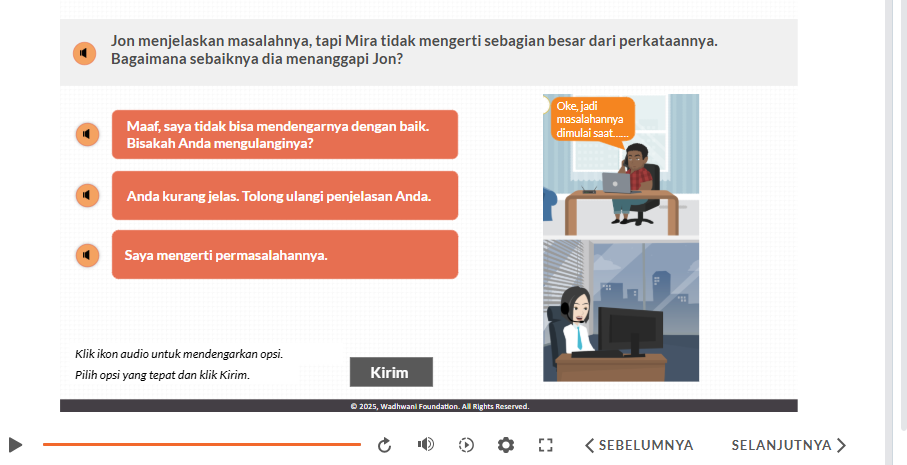 Jon menjelaskan masalahnya, tapi Mira tidak mengerti sebagian besar dari perkataannya.
Bagaimana sebaiknya dia menanggapi Jon?
Oke, jadi
masalahannya
dimulai saat......
Maaf, saya tidak bisa mendengarnya dengan baik.
Bisakah Anda mengulanginya?
Anda kurang jelas. Tolong ulangi penjelasan Anda.
Saya mengerti permasalahannya.
Klik ikon audio untuk mendengarkan opsi.
Pilih opsi yang tepat dan klik Kirim.
Kirim
© 2025, Wadhwani Foundation. All Rights Reserved.
SEBELUMNYA
SELANJUTNYA